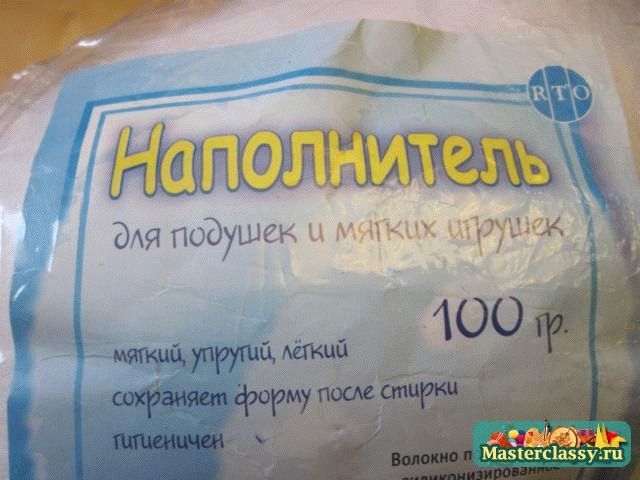 RTO
Наполнитель
для подушек и мягких игрушек
100 гр.
мягкий, упругий, лёгкий
сохраняет форму после стирки
гигиеничен
Волокно
Masterclassy.ru